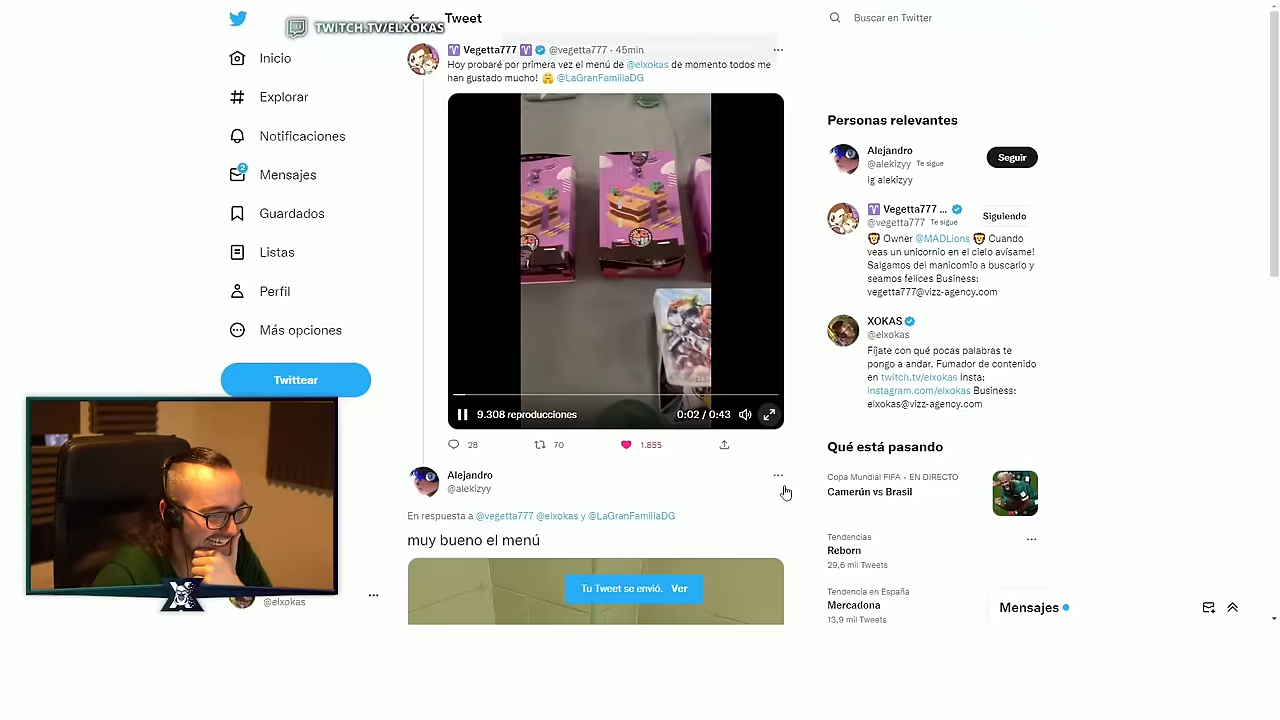 TWITCH.TV/ELXOKAS
Inicio
Explorar
Notificaciones
2
Mensajes
Guardados
Listas
Perfil
Más opciones
Twittear
@elxokas
Tweet
Vegetta777 @vegetta777 · 45min
Hoy probaré por primera vez el menú de @elxokas de momento todos me
han gustado mucho! 🤗 @LaGranFamiliaDG
9.308 reproducciones
0:02 / 0:43
28
70
1.855
Alejandro
@alekizyy
En respuesta a @vegetta777 @elxokas y @LaGranFamiliaDG
muy bueno el menú
Tu Tweet se envió. Ver
Buscar en Twitter
Personas relevantes
Alejandro
@alekizyy Te sigue
ig alekizyy
Seguir
Vegetta777 ...
@vegetta777 Te sigue
Siguiendo
🦁 Owner @MADLions 🦁 Cuando
veas un unicornio en el cielo avísame!
Salgamos del manicomio a buscarlo y
seamos felices Business:
vegetta777@vizz-agency.com
XOKAS
@elxokas
Fíjate con qué pocas palabras te
pongo a andar. Fumador de contenido
en twitch.tv/elxokas Insta:
instagram.com/elxokas Business:
elxokas@vizz-agency.com
Qué está pasando
Copa Mundial FIFA · EN DIRECTO
Camerún vs Brasil
Tendencias
Reborn
29,6 mil Tweets
Tendencia en España
Mercadona
13,9 mil Tweets
Mensajes